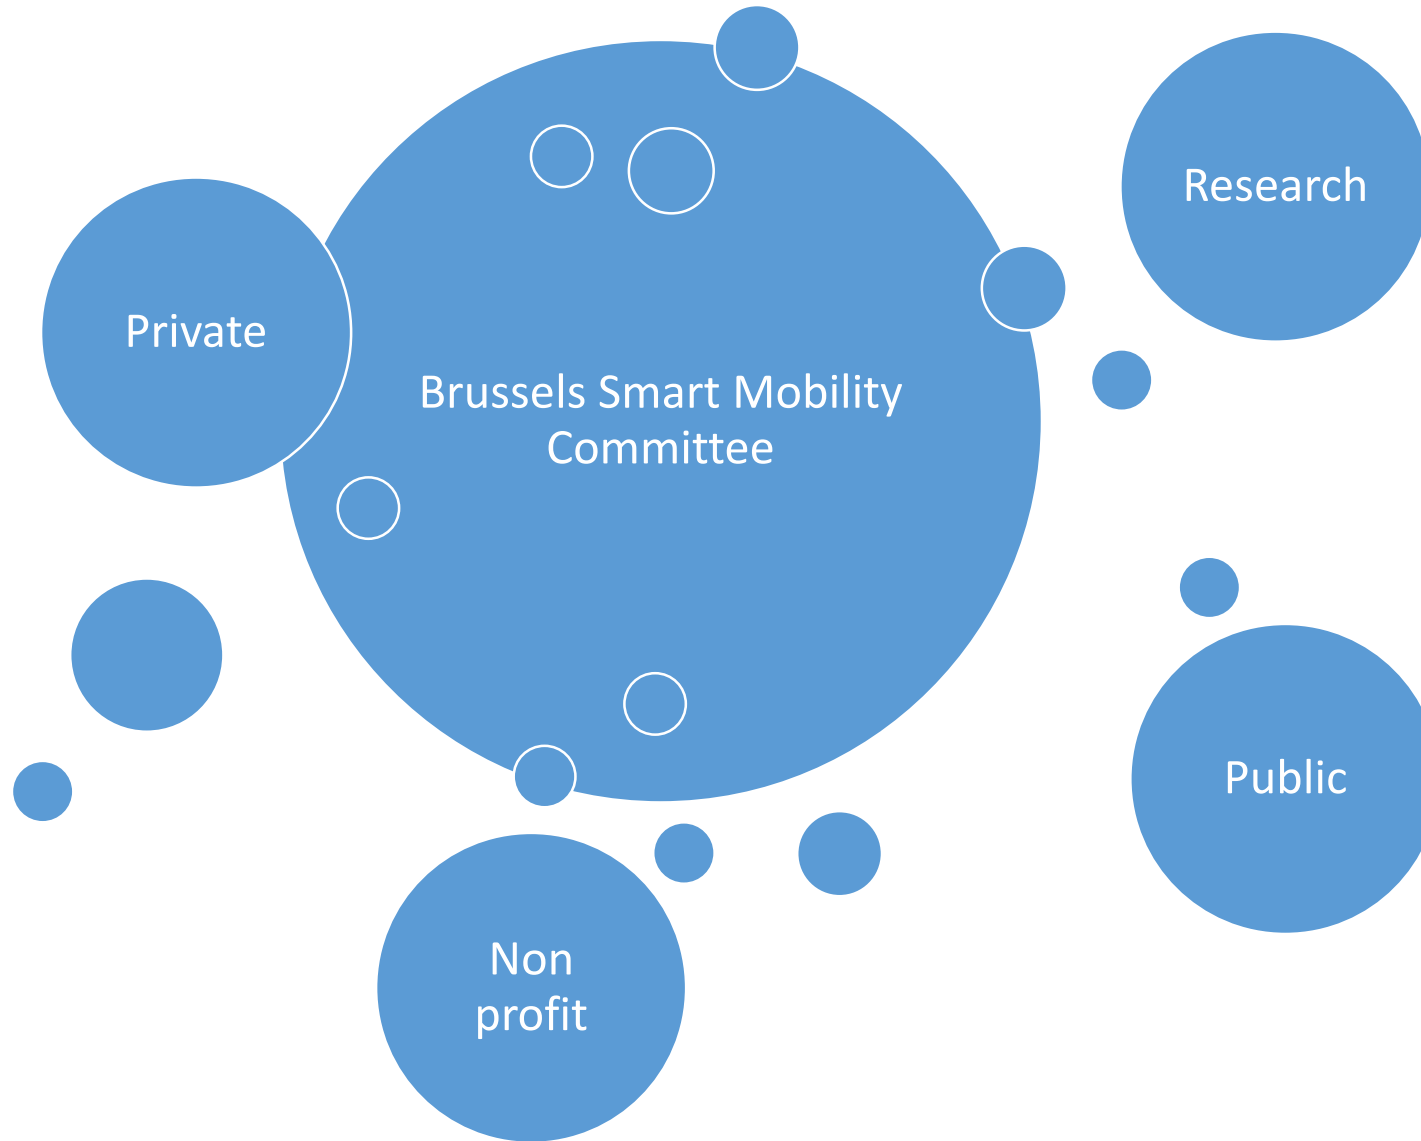 Research
Private
Brussels Smart Mobility
Committee
Public
Non
profit